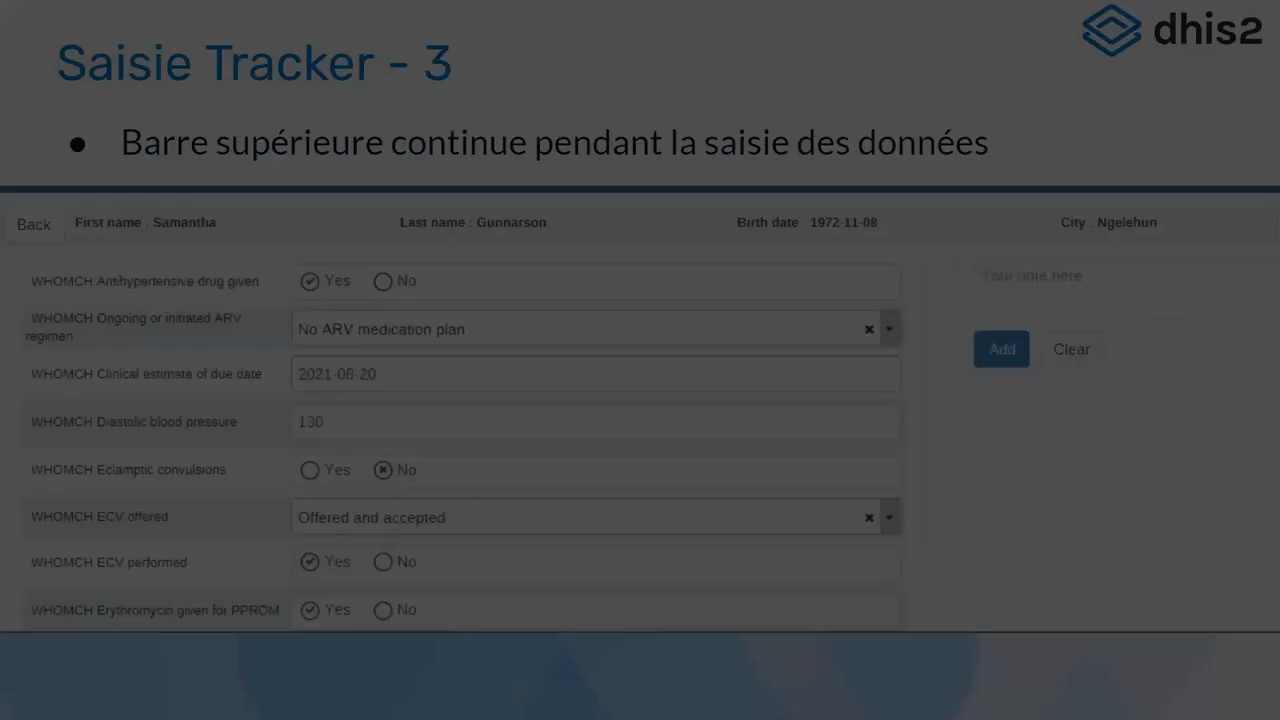 dhis2
Saisie Tracker - 3
● Barre supérieure continue pendant la saisie des données
Back First name : Samantha Last name : Gunnarson Birth date : 1972-11-08 City : Ngelehun
WHOMCH Antihypertensive drug given Yes No
Your note here
WHOMCH Ongoing or initiated ARV
regimen
No ARV medication plan
Add Clear
WHOMCH Clinical estimate of due date 2021-08-20
WHOMCH Diastolic blood pressure 130
WHOMCH Eclamptic convulsions Yes No
WHOMCH ECV offered Offered and accepted
WHOMCH ECV performed Yes No
WHOMCH Erythromycin given for PPROM Yes No